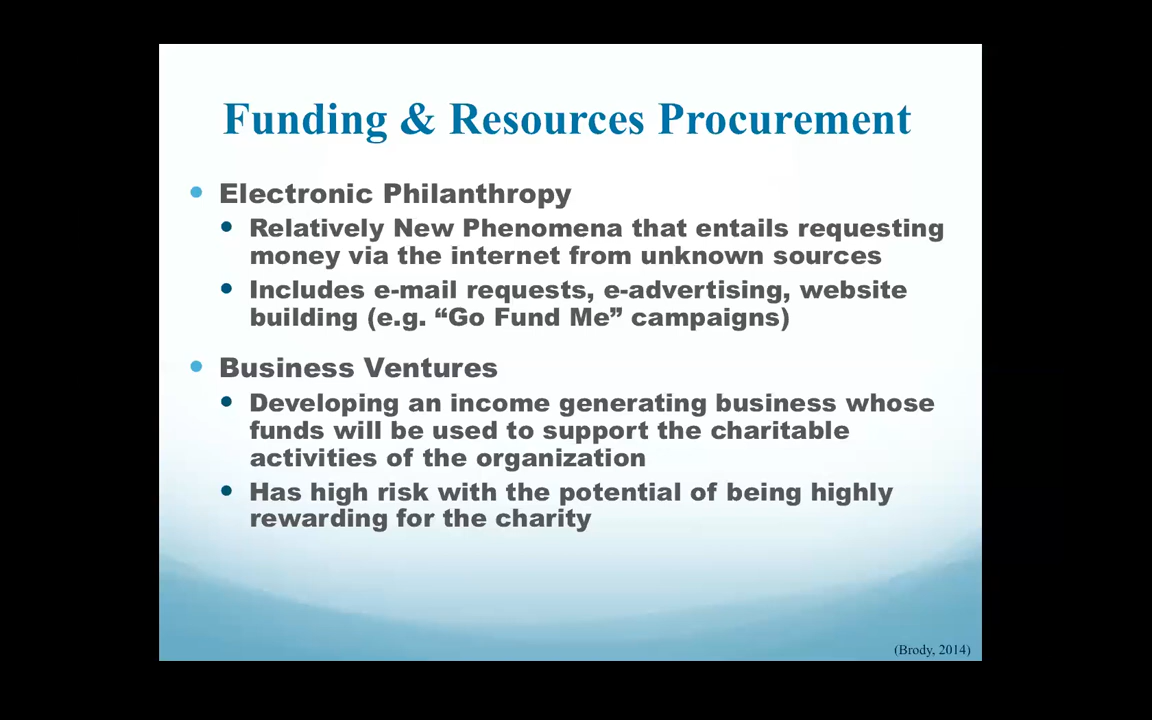 Funding & Resources Procurement
• Electronic Philanthropy
• Relatively New Phenomena that entails requesting
money via the internet from unknown sources
• Includes e-mail requests, e-advertising, website
building (e.g. “Go Fund Me” campaigns)
• Business Ventures
• Developing an income generating business whose
funds will be used to support the charitable
activities of the organization
• Has high risk with the potential of being highly
rewarding for the charity
(Brody, 2014)